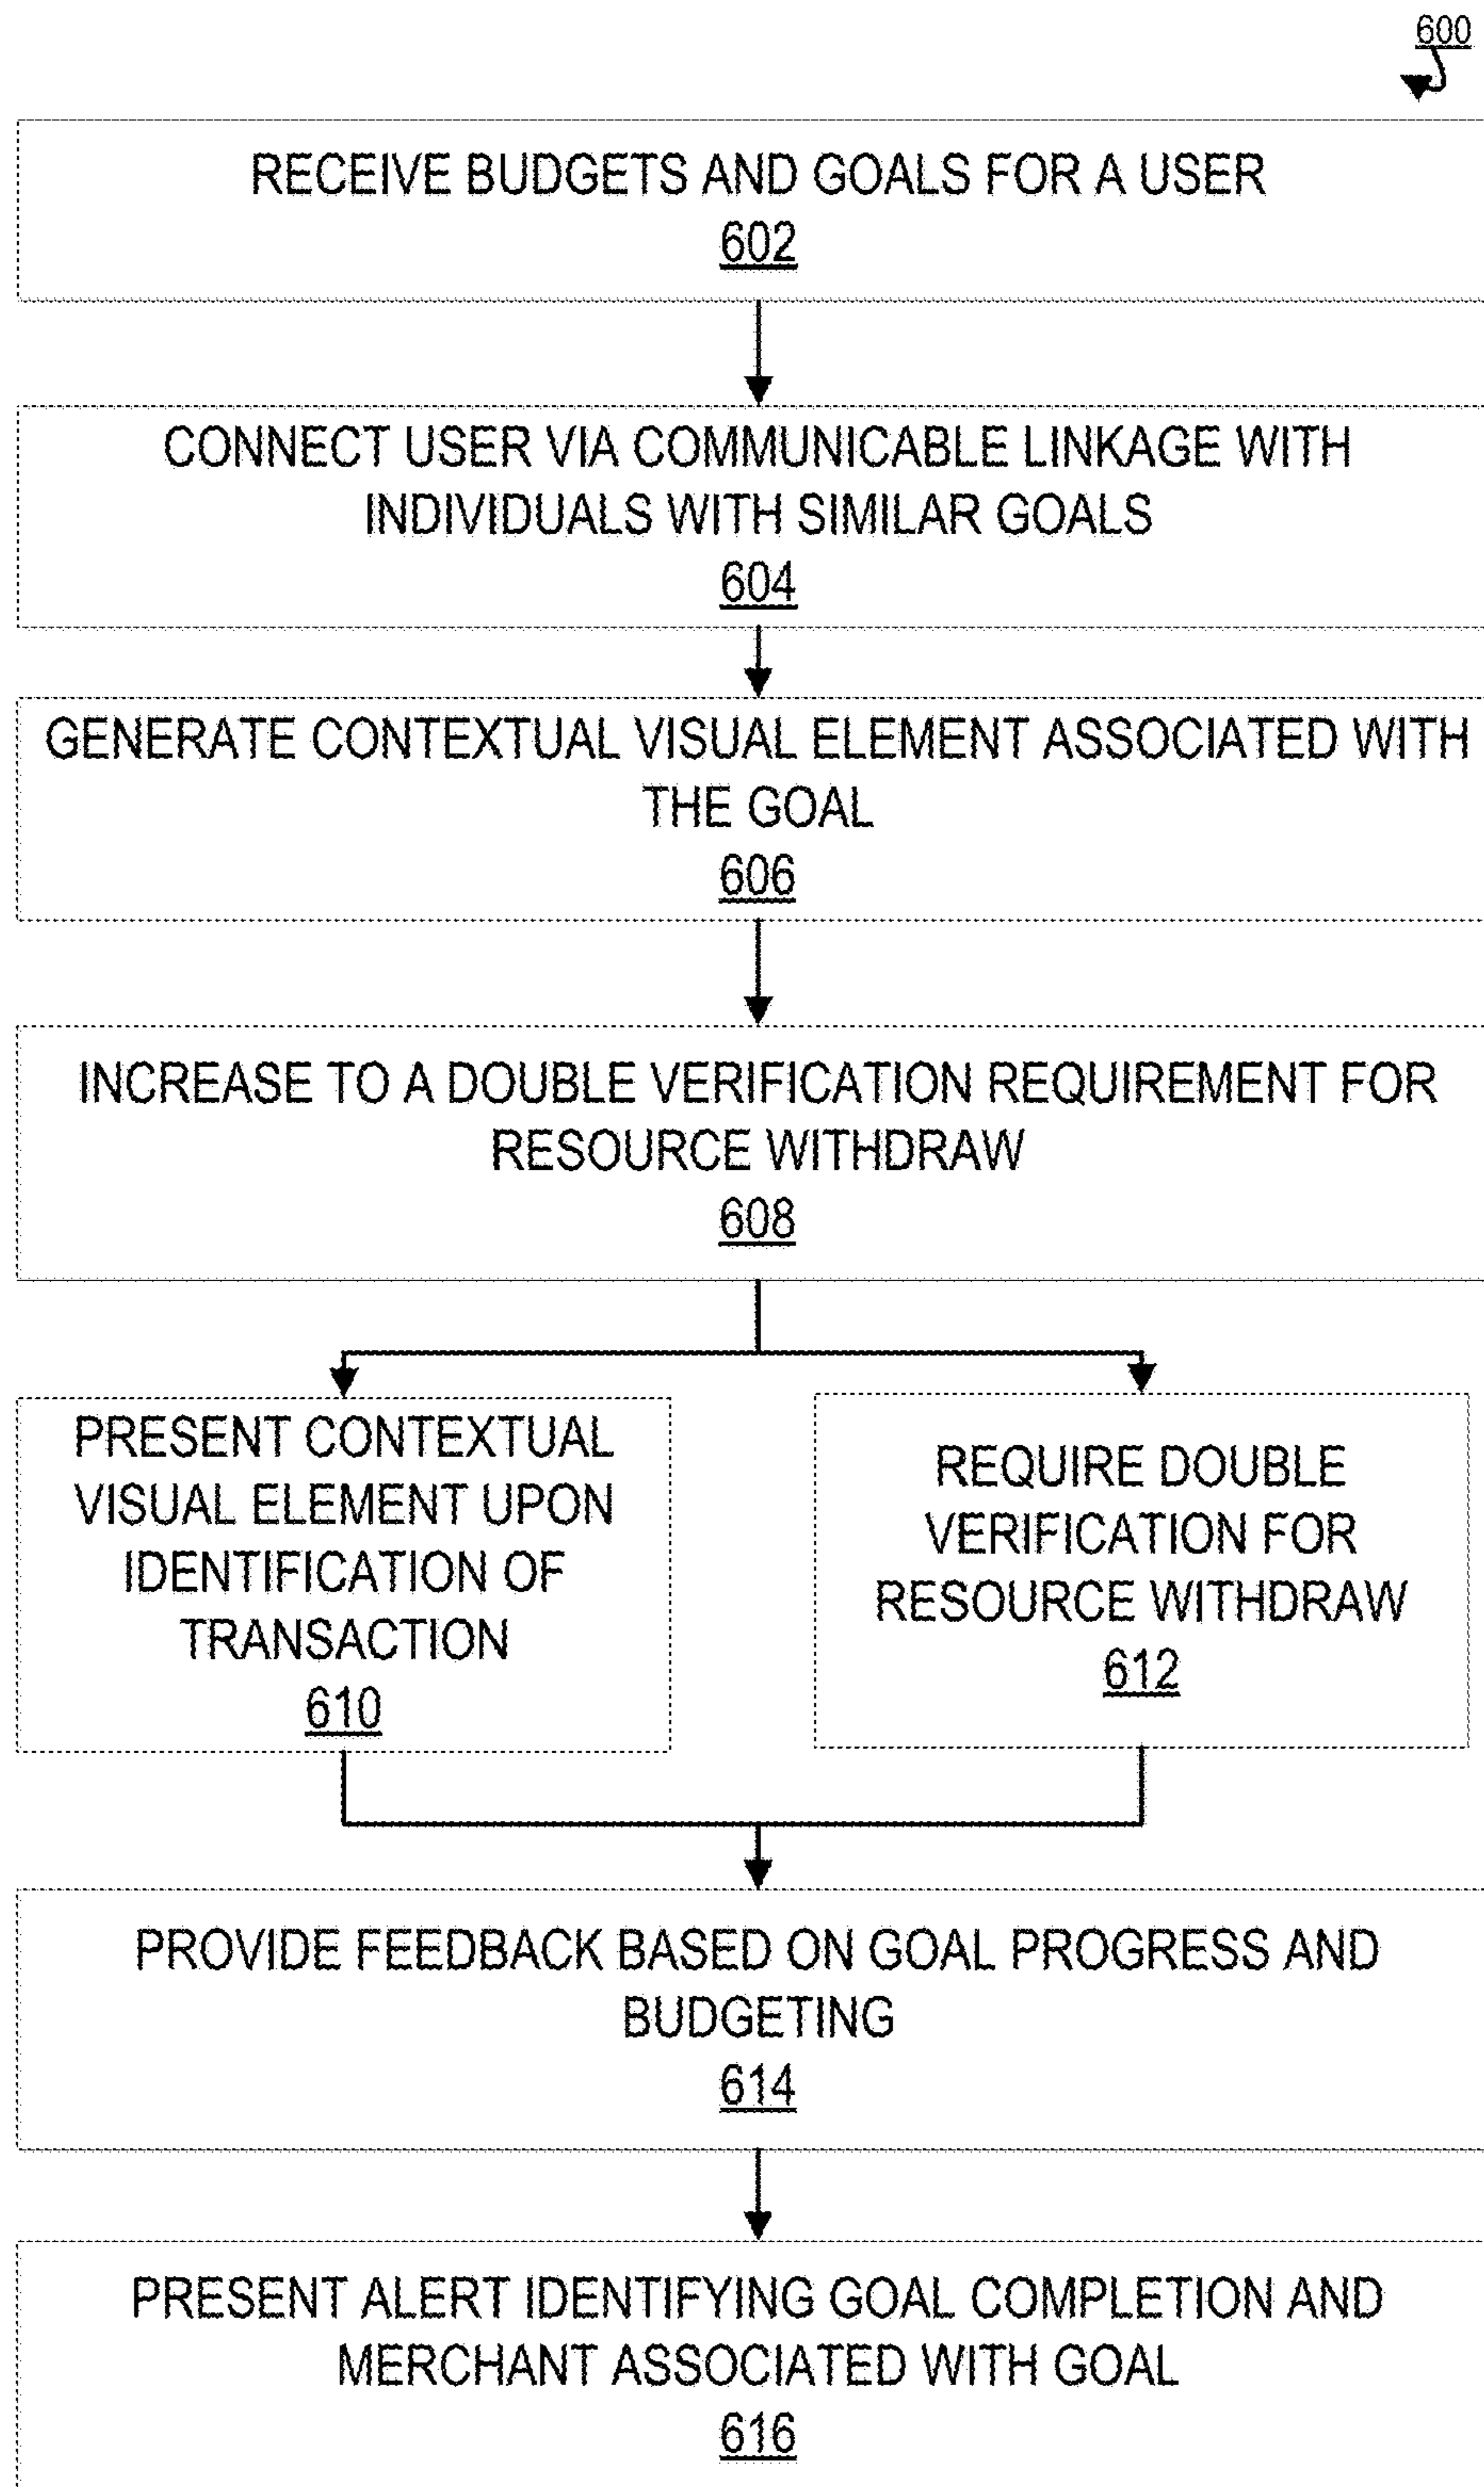 600
RECEIVE BUDGETS AND GOALS FOR A USER
602
CONNECT USER VIA COMMUNICABLE LINKAGE WITH
INDIVIDUALS WITH SIMILAR GOALS
604
GENERATE CONTEXTUAL VISUAL ELEMENT ASSOCIATED WITH
THE GOAL
606
INCREASE TO A DOUBLE VERIFICATION REQUIREMENT FOR
RESOURCE WITHDRAW
608
PRESENT CONTEXTUAL
VISUAL ELEMENT UPON
IDENTIFICATION OF
TRANSACTION
610
REQUIRE DOUBLE
VERIFICATION FOR
RESOURCE WITHDRAW
612
PROVIDE FEEDBACK BASED ON GOAL PROGRESS AND
BUDGETING
614
PRESENT ALERT IDENTIFYING GOAL COMPLETION AND
MERCHANT ASSOCIATED WITH GOAL
616